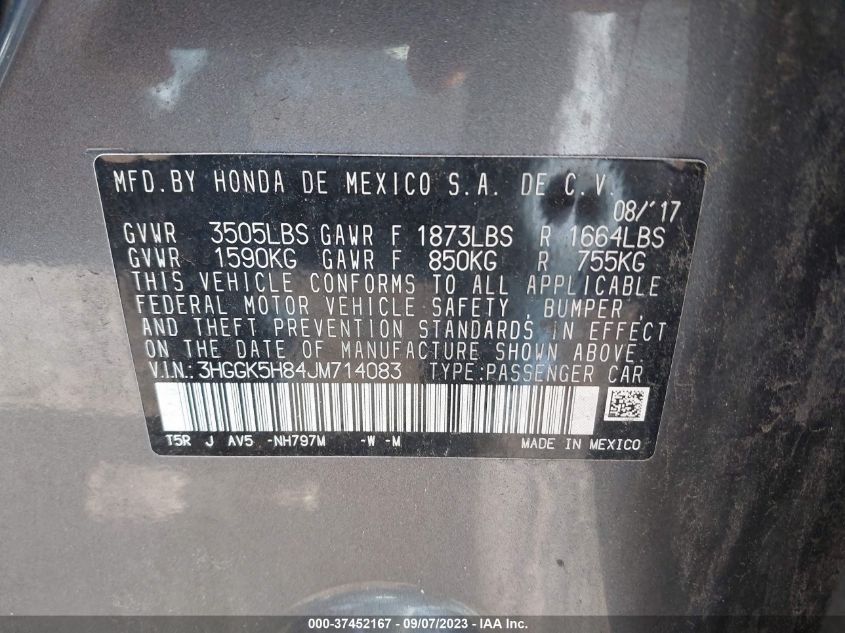 MFD.BY HONDA DE MEXICO S.A. DE C.V.
08/'17
GVWR 3505LBS GAWR F 1873LBS R 1664LBS
GVWR 1590KG GAWR F 850KG R 755KG
THIS VEHICLE CONFORMS TO ALL APPLICABLE
FEDERAL MOTOR VEHICLE SAFETY, BUMPER
AND THEFT PREVENTION STANDARDS IN EFFECT
ON THE DATE OF MANUFACTURE SHOWN ABOVE.
V.I.N.: 3HGGK5H84JM714083 TYPE:PASSENGER CAR
T5R J AV5 -NH797M -W -M MADE IN MEXICO
000-37452167 - 09/07/2023 - IAA Inc.